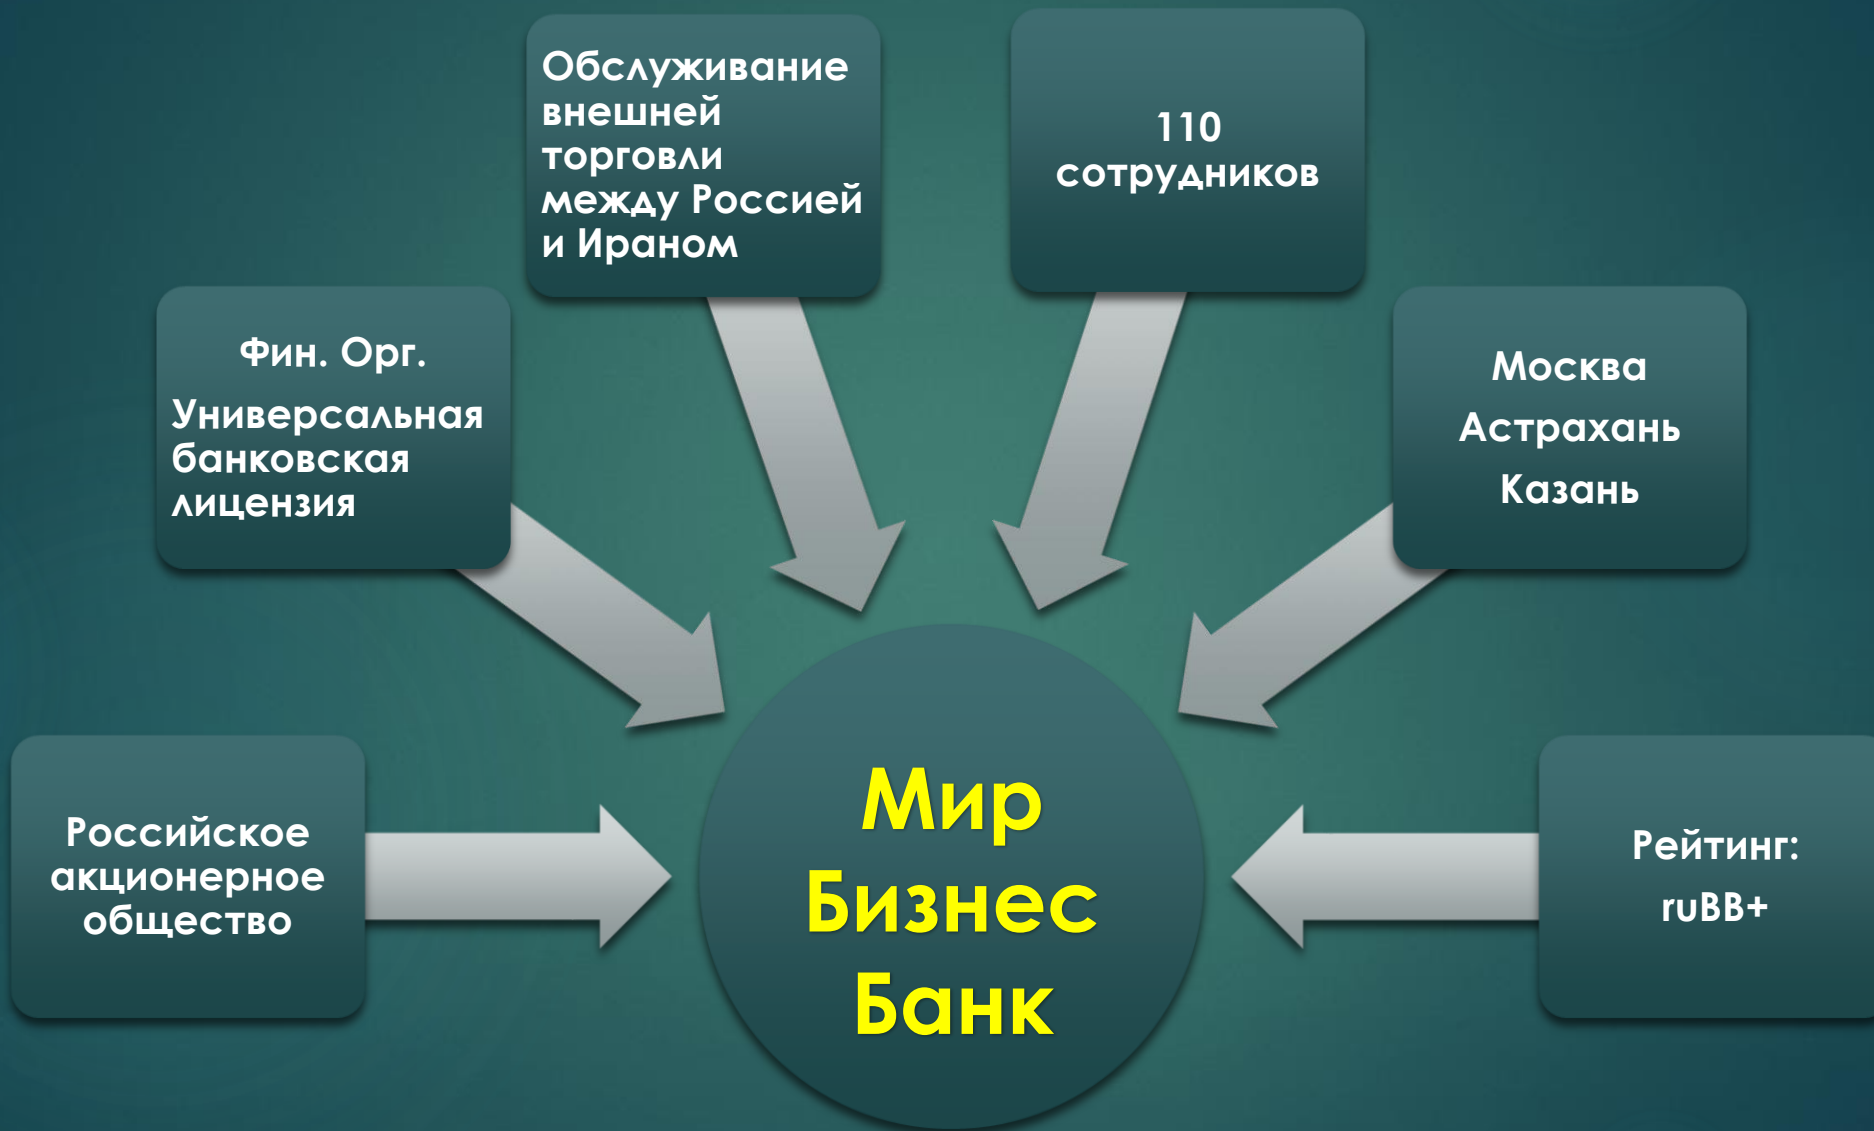 Обслуживание
внешней
торговли
между Россией
и Ираном
110
сотрудников
Фин. Орг.
Универсальная
банковская
лицензия
Москва
Астрахань
Казань
Российское
акционерное
общество
Мир
Бизнес
Банк
Рейтинг:
ruBB+